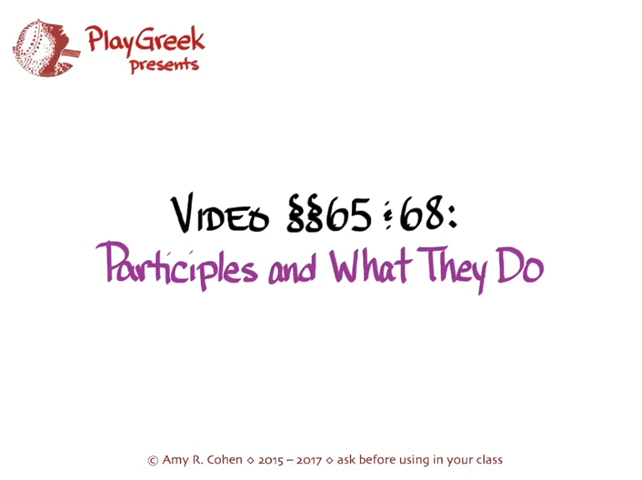 PlayGreek
presents
Video §§65 & 68:
Participles and What They Do
© Amy R. Cohen ◇ 2015 – 2017 ◇ ask before using in your class